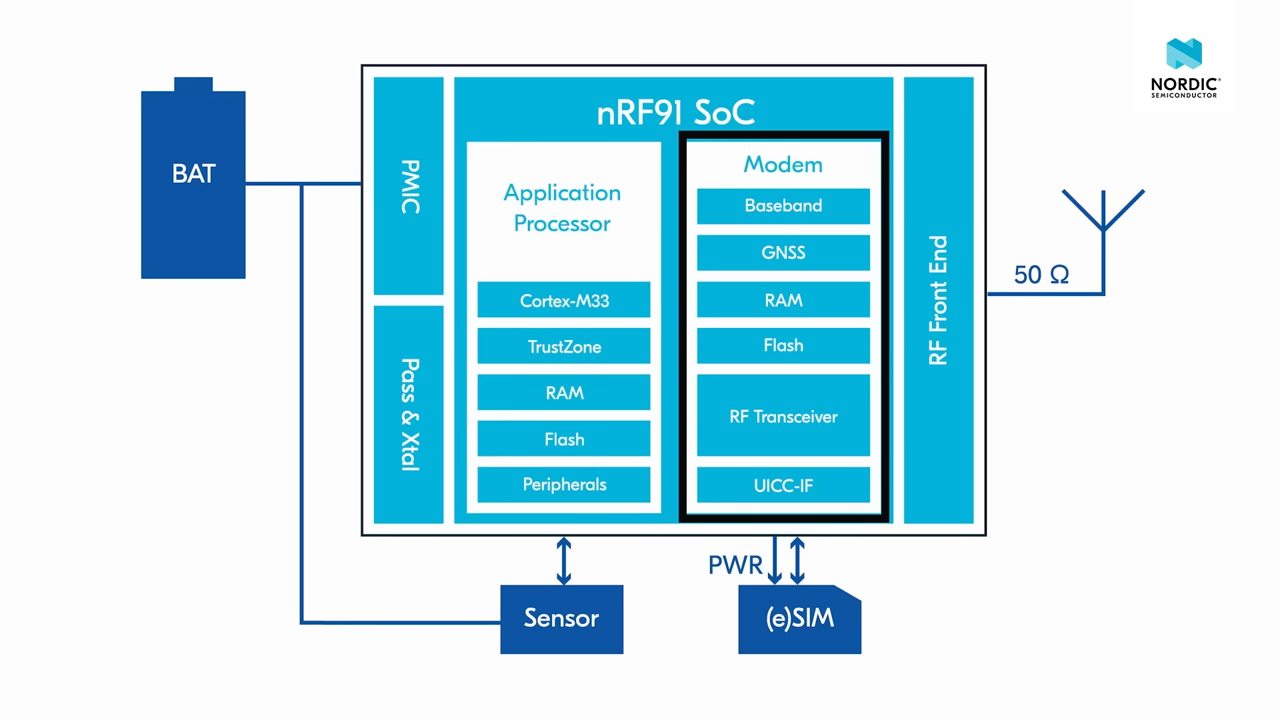 NORDIC®
SEMICONDUCTOR
BAT
PMIC
Pass & Xtal
nRF91 SoC
Application
Processor
Cortex-M33
TrustZone
RAM
Flash
Peripherals
Modem
Baseband
GNSS
RAM
Flash
RF Transceiver
UICC-IF
RF Front End
50 Ω
PWR
Sensor
(e)SIM